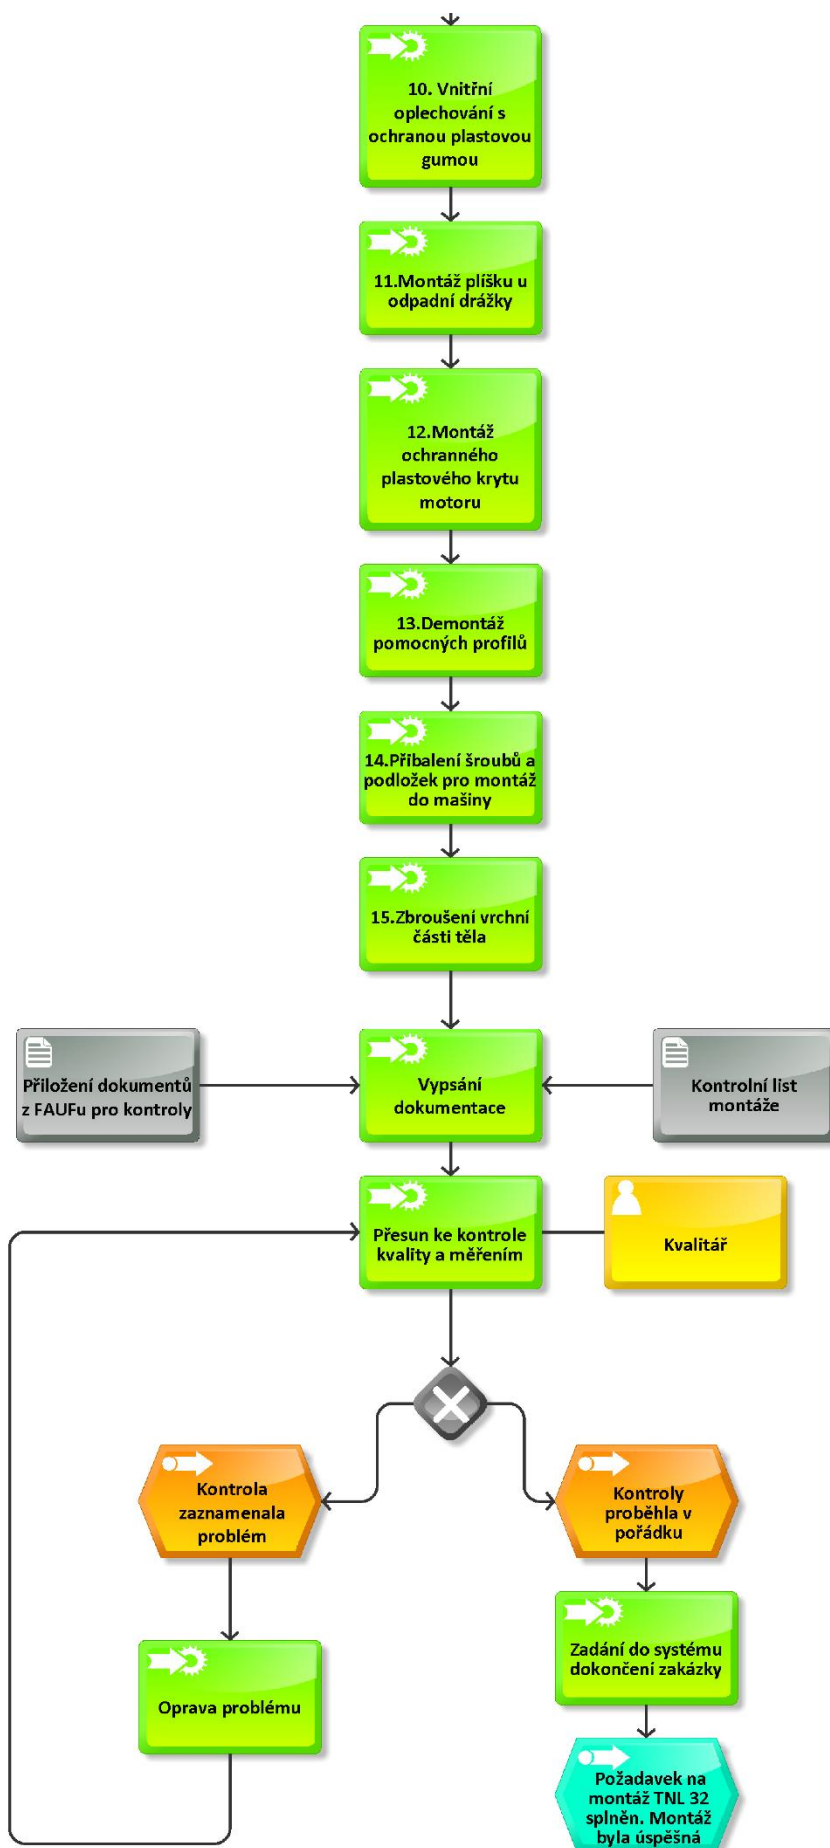 10. Vnitřní
oplechování s
ochranou plastovou
gumou
11.Montáž plíšku u
odpadní drážky
12.Montáž
ochranného
plastového krytu
motoru
13.Demontáž
pomocných profilů
14.Přibalení šroubů a
podložek pro montáž
do mašiny
15.Zbroušení vrchní
části těla
Přiložení dokumentů
z FAUFu pro kontroly
Vypsání
dokumentace
Kontrolní list
montáže
Přesun ke kontrole
kvality a měřením
Kvalitář
Kontrola
zaznamenala
problém
Kontroly
proběhla v
pořádku
Oprava problému
Zadání do systému
dokončení zakázky
Požadavek na
montáž TNL 32
splněn. Montáž
byla úspěšná